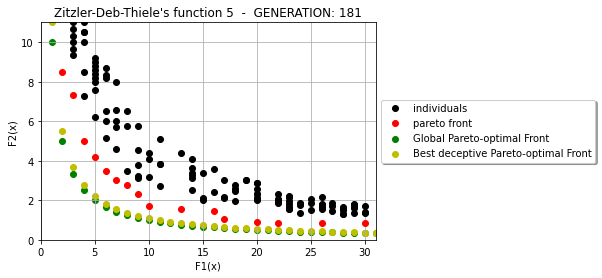 Zitzler-Deb-Thiele's function 5 - GENERATION: 181
10
8
6
4
2
0
F2(x)
0 5 10 15 20 25 30
F1(x)
individuals
pareto front
Global Pareto-optimal Front
Best deceptive Pareto-optimal Front